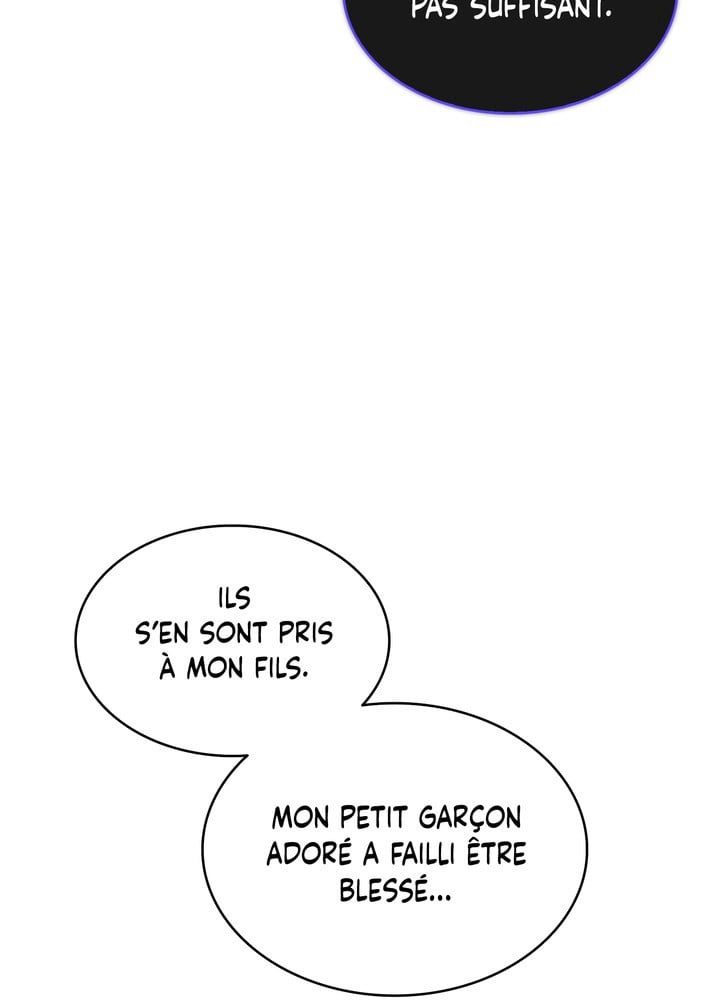 PAS SUFFISANT.
ILS
S'EN SONT PRIS
À MON FILS.
MON PETIT GARÇON
ADORÉ A FAILLI ÊTRE
BLESSÉ...